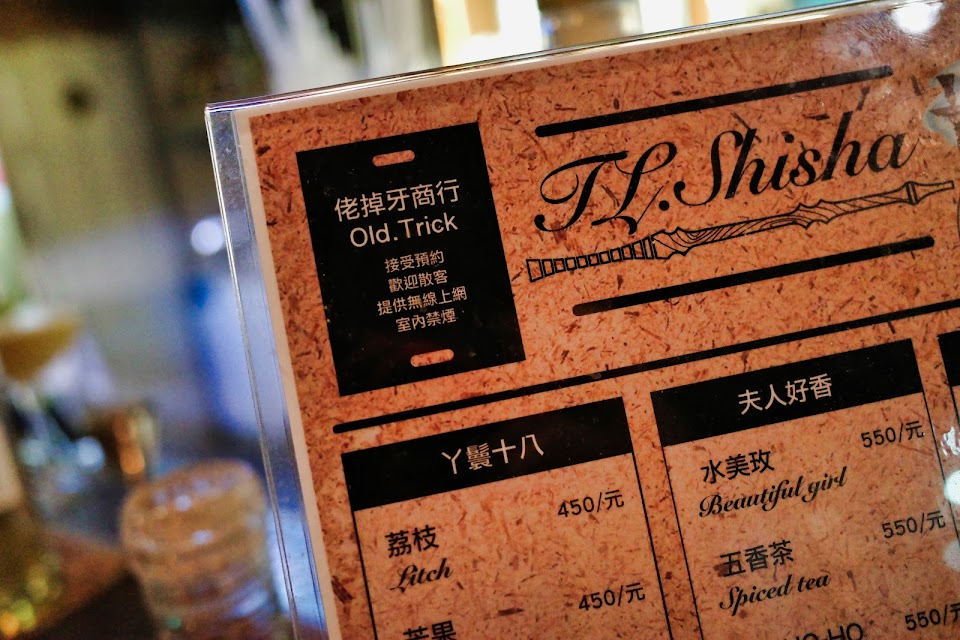 佬掉牙商行
Old.Trick
接受預約
歡迎散客
提供無線上網
室內禁煙
TL.Shisha
丫鬟十八
450/元
荔枝
Litch
450/元
芒果
夫人好香
550/元
水美玫
Beautiful girl
550/元
五香茶
Spiced tea
550/元